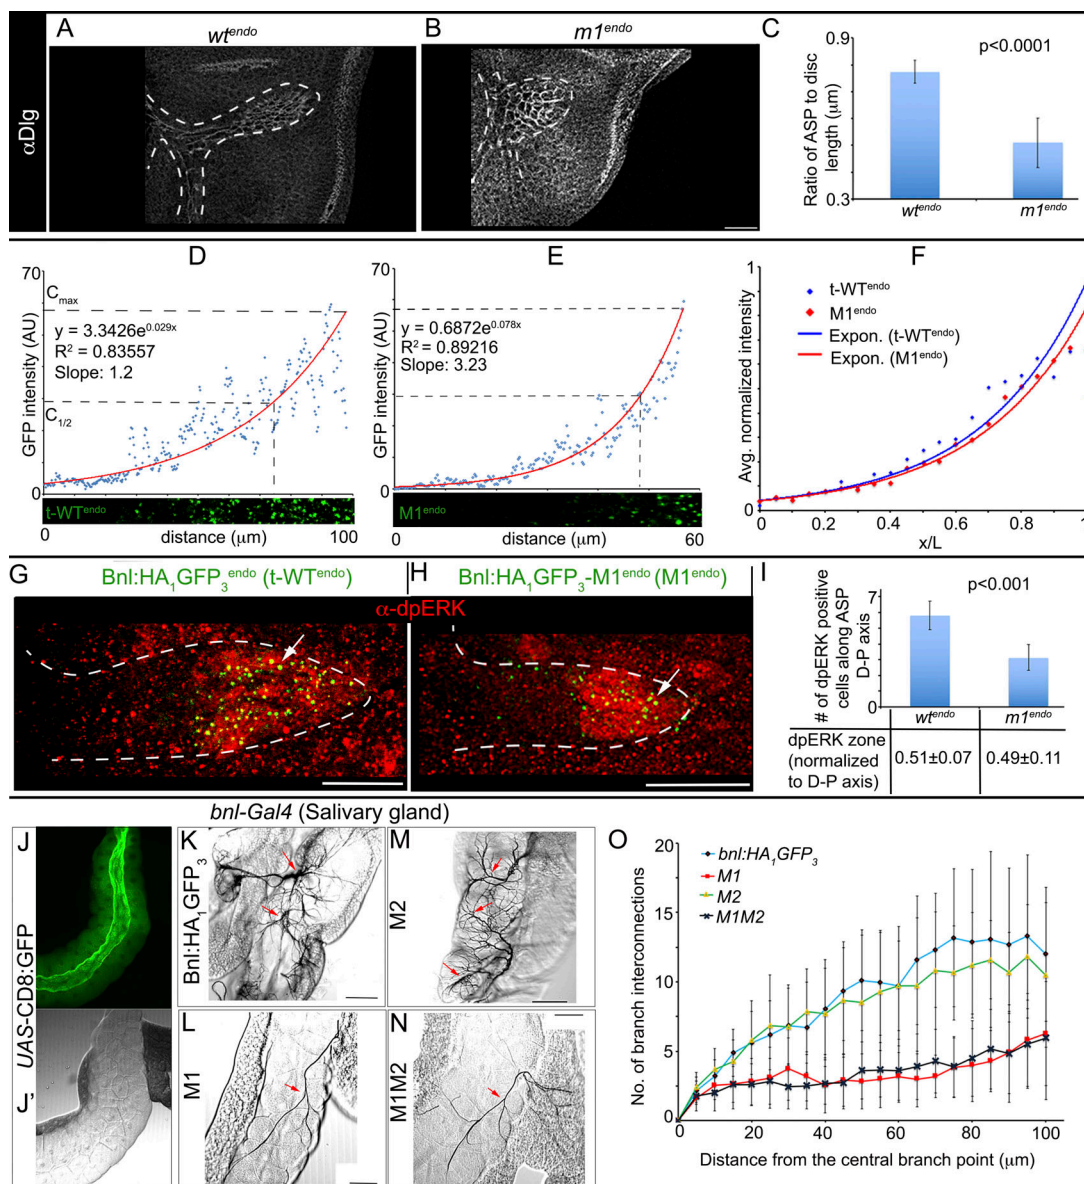 A
wt^endo
B
m1^endo
αDlg
C
p<0.0001
Ratio of ASP to disc
length (μm)
0.9
0.3
wt^endo
m1^endo
D
GFP intensity (AU)
70
0
C_max
y = 3.3426e^0.029x
R² = 0.83557
Slope: 1.2
C_1/2
t-WT^endo
0
distance (μm)
100
E
GFP intensity (AU)
70
0
y = 0.6872e^0.078x
R² = 0.89216
Slope: 3.23
M1^endo
0
distance (μm)
60
F
Avg. normalized intensity
1
0
t-WT^endo
M1^endo
Expon. (t-WT^endo)
Expon. (M1^endo)
0 0.2 0.4 0.6 0.8 1
x/L
G
Bnl:HA₁GFP₃^endo (t-WT^endo)
H
Bnl:HA₁GFP₃-M1^endo (M1^endo)
α-dpERK
I
p<0.001
# of dpERK positive
cells along ASP
D-P axis
7
0
wt^endo
m1^endo
dpERK zone
(normalized
to D-P axis)
0.51±0.07
0.49±0.11
bnl-Gal4 (Salivary gland)
J
J'
UAS-CD8:GFP
K
Bnl:HA₁GFP₃
L
M1
M
M2
N
M1M2
O
bnl:HA₁GFP₃
M1
M2
M1M2
No. of branch interconnections
20
15
10
5
0
0 20 40 60 80 100
Distance from the central branch point (μm)